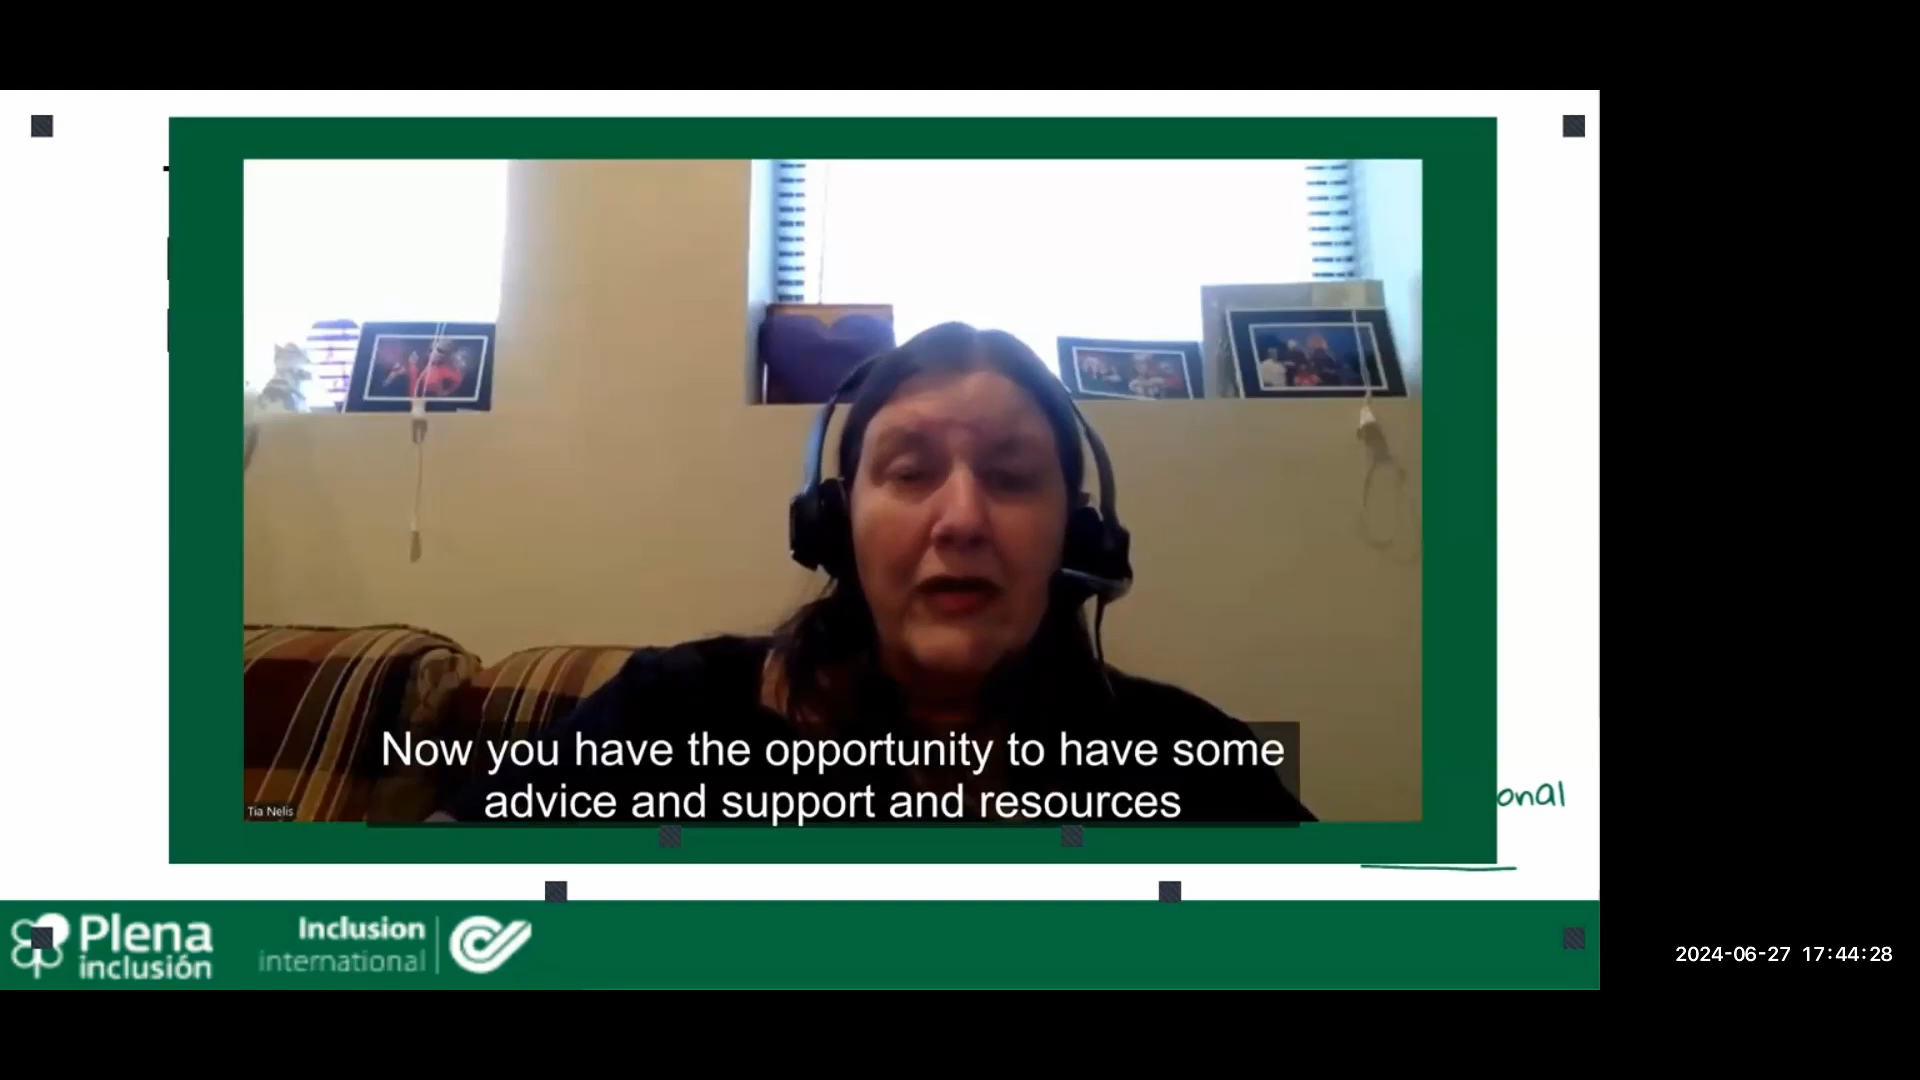 Now you have the opportunity to have some
advice and support and resources
Tia Nelis
onal
Plena
inclusión
Inclusion
international
2024-06-27 17:44:28